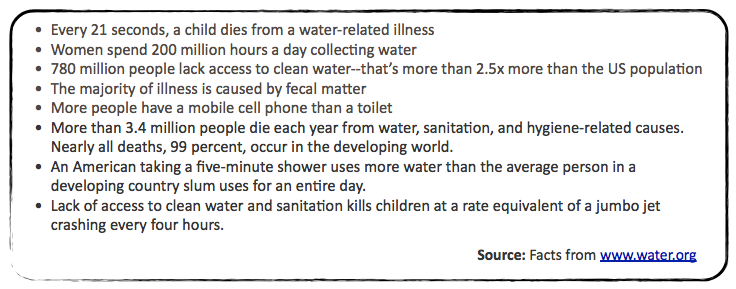 • Every 21 seconds, a child dies from a water-related illness
• Women spend 200 million hours a day collecting water
• 780 million people lack access to clean water--that's more than 2.5x more than the US population
• The majority of illness is caused by fecal matter
• More people have a mobile cell phone than a toilet
• More than 3.4 million people die each year from water, sanitation, and hygiene-related causes.
Nearly all deaths, 99 percent, occur in the developing world.
• An American taking a five-minute shower uses more water than the average person in a
developing country slum uses for an entire day.
• Lack of access to clean water and sanitation kills children at a rate equivalent of a jumbo jet
crashing every four hours.
Source: Facts from www.water.org